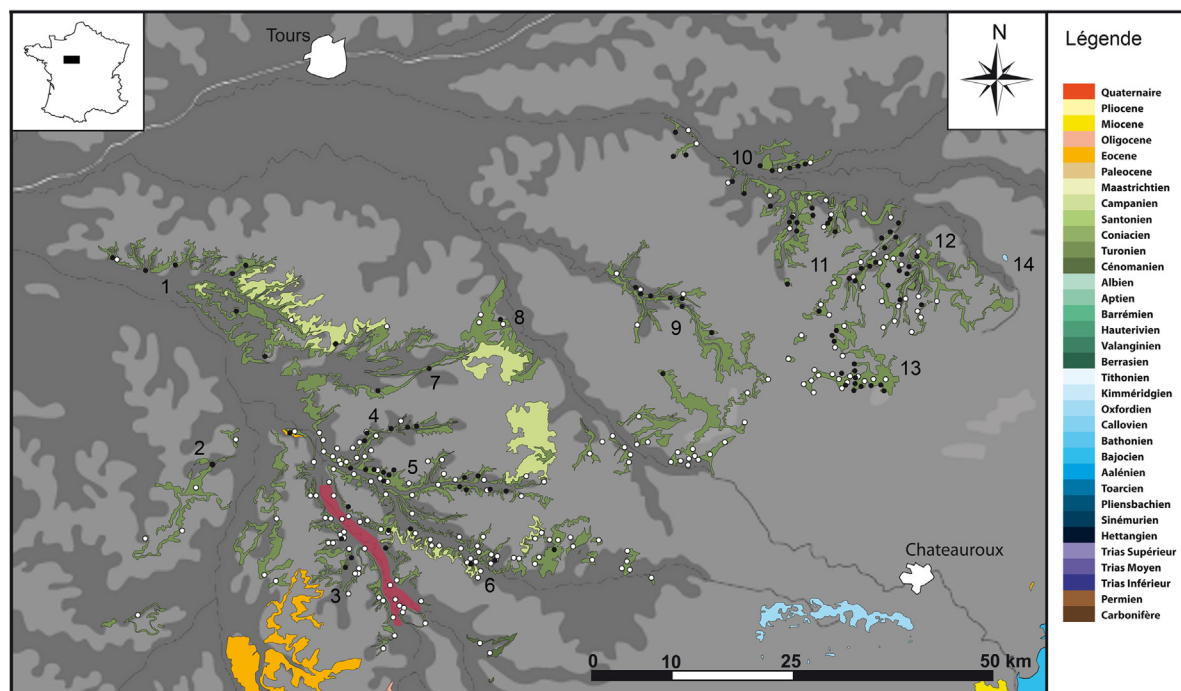 Tours
N
Légende
Quaternaire
Pliocene
Miocene
Oligocene
Eocene
Paleocene
Maastrichtien
Campanien
Santonien
Coniacien
Turonien
Cénomanien
Albien
Aptien
Barrémien
Hauterivien
Valanginien
Berrasien
Tithonien
Kimméridgien
Oxfordien
Callovien
Bathonien
Bajocien
Aalénien
Toarcien
Pliensbachien
Sinémurien
Hettangien
Trias Supérieur
Trias Moyen
Trias Inférieur
Permien
Carbonifère
10
12
14
11
1
8
9
7
13
4
2
5
Chateauroux
6
3
0 10 25 50 km